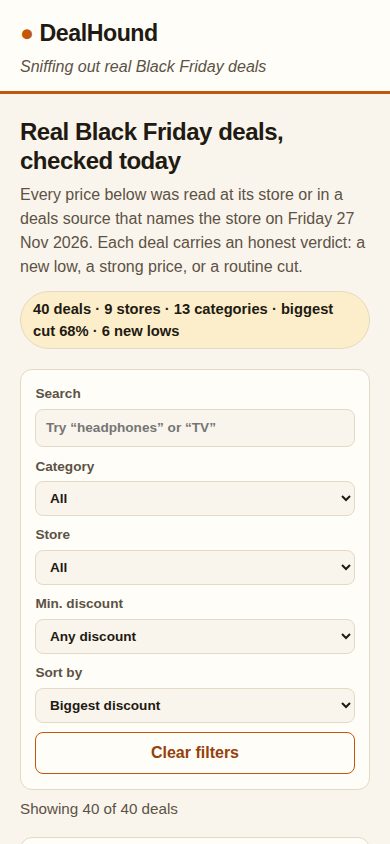 DealHound
Sniffing out real Black Friday deals
Real Black Friday deals,
checked today
Every price below was read at its store or in a
deals source that names the store on Friday 27
Nov 2026. Each deal carries an honest verdict: a
new low, a strong price, or a routine cut.
40 deals · 9 stores · 13 categories · biggest
cut 68% · 6 new lows
Search
Try “headphones” or “TV”
Category
All
Store
All
Min. discount
Any discount
Sort by
Biggest discount
Clear filters
Showing 40 of 40 deals